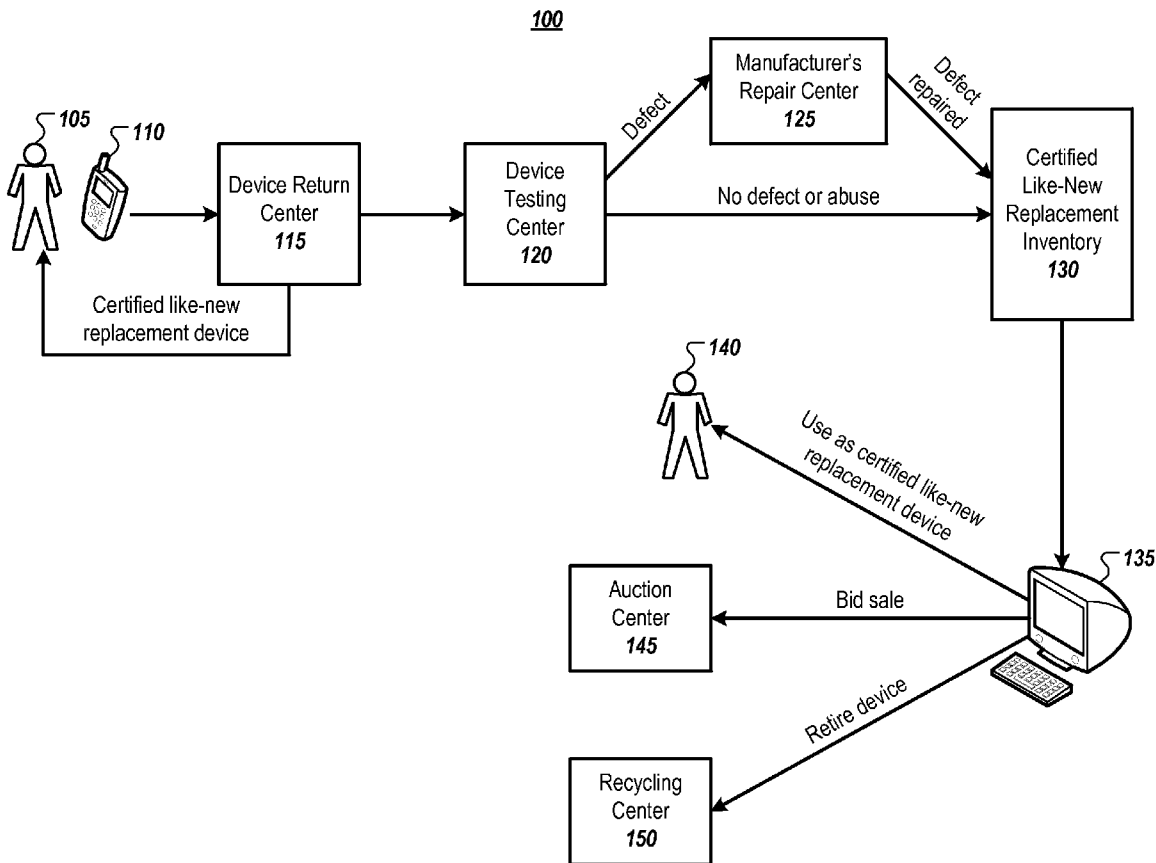 100
105
110
Device Return
Center
115
Certified like-new
replacement device
Device
Testing
Center
120
Defect
Manufacturer's
Repair Center
125
Defect
repaired
No defect or abuse
Certified
Like-New
Replacement
Inventory
130
140
Use as certified like-new
replacement device
135
Auction
Center
145
Bid sale
Retire device
Recycling
Center
150